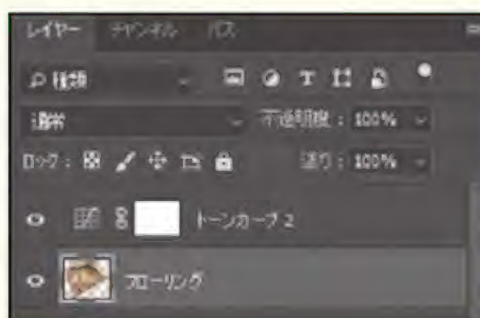 レイヤー チャンネル パス
種類
通常 不透明度：100%
ロック： 塗り：100%
トーンカーブ 2
フローリング